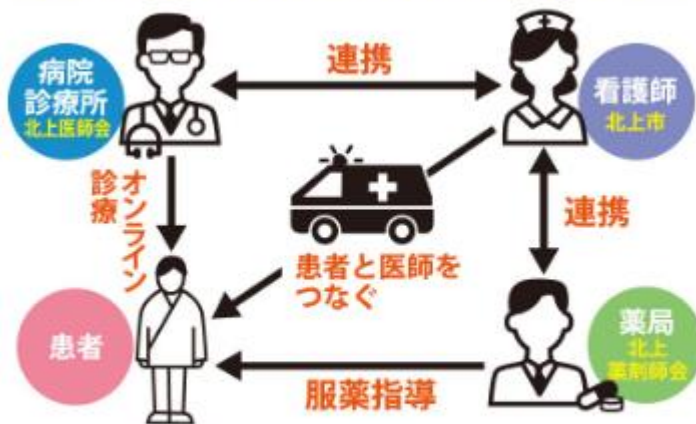 病院
診療所
北上医師会
連携
看護師
北上市
オンライン
診療
患者と医師を
つなぐ
連携
患者
服薬指導
薬局
北上
薬剤師会